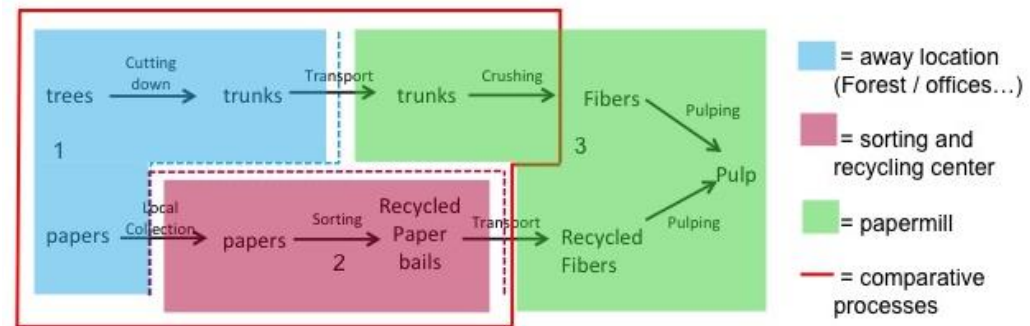 Cutting
down
Transport
Crushing
trees
trunks
trunks
Fibers
Pulping
1
3
Pulp
Local
Collection
Sorting
Recycled
Paper
bails
Transport
Pulping
papers
papers
2
Recycled
Fibers
= away location
(Forest / offices...)
= sorting and
recycling center
= papermill
= comparative
processes